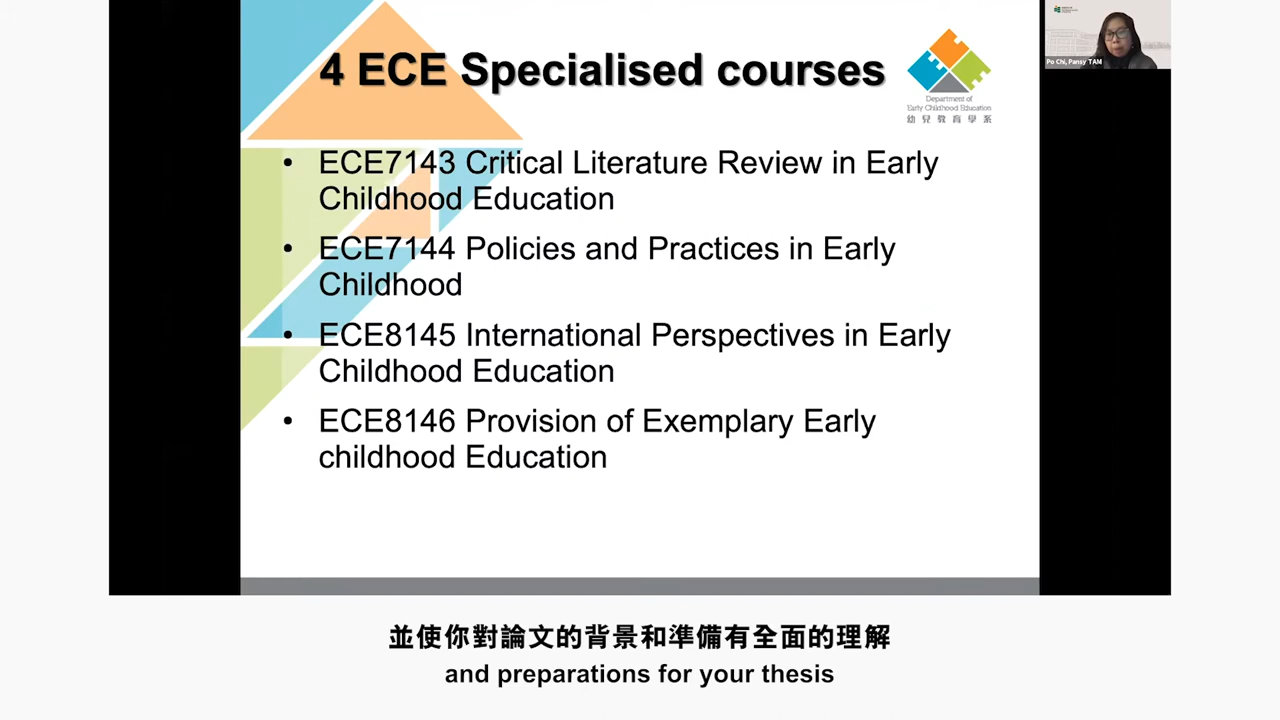 4 ECE Specialised courses
Department of
Early Childhood Education
幼兒教育學系
Po Chi, Pansy TAM
• ECE7143 Critical Literature Review in Early
Childhood Education
• ECE7144 Policies and Practices in Early
Childhood
• ECE8145 International Perspectives in Early
Childhood Education
• ECE8146 Provision of Exemplary Early
childhood Education
並使你對論文的背景和準備有全面的理解
and preparations for your thesis